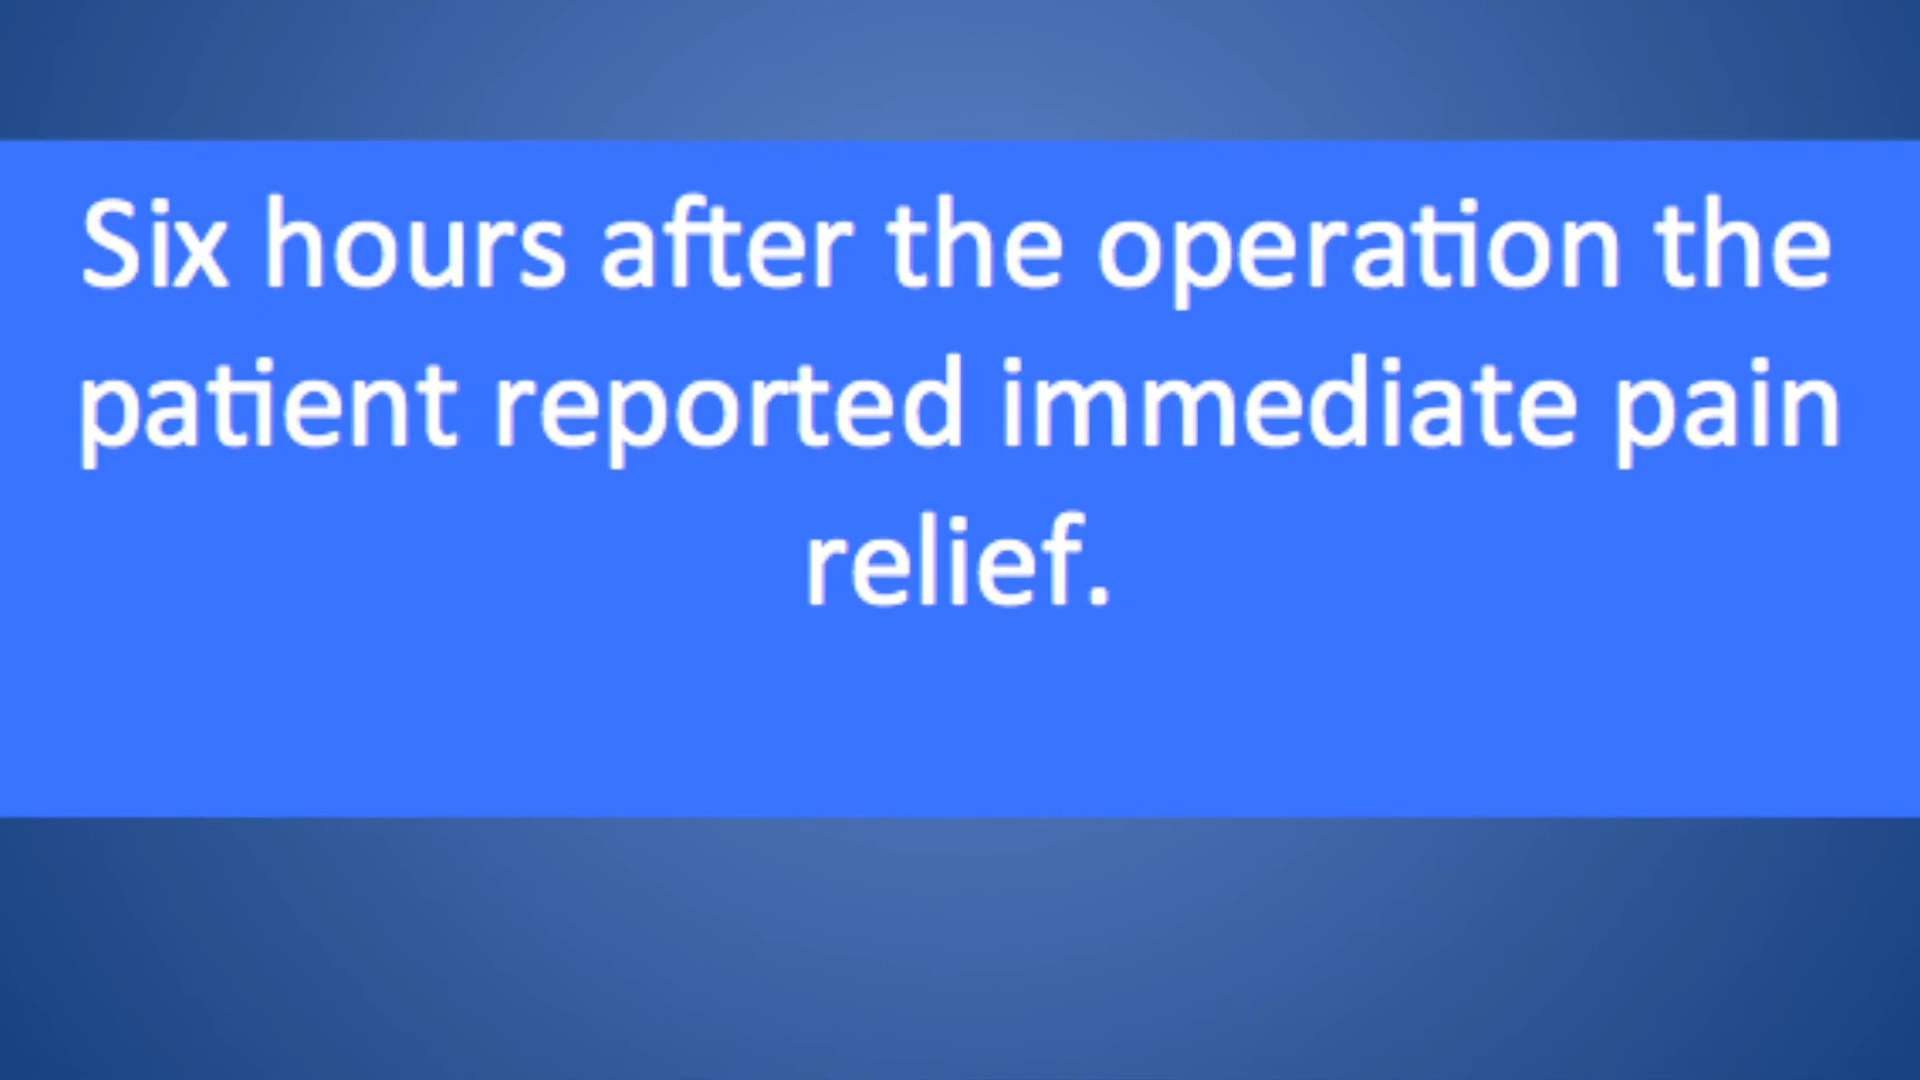 Six hours after the operation the
patient reported immediate pain
relief.